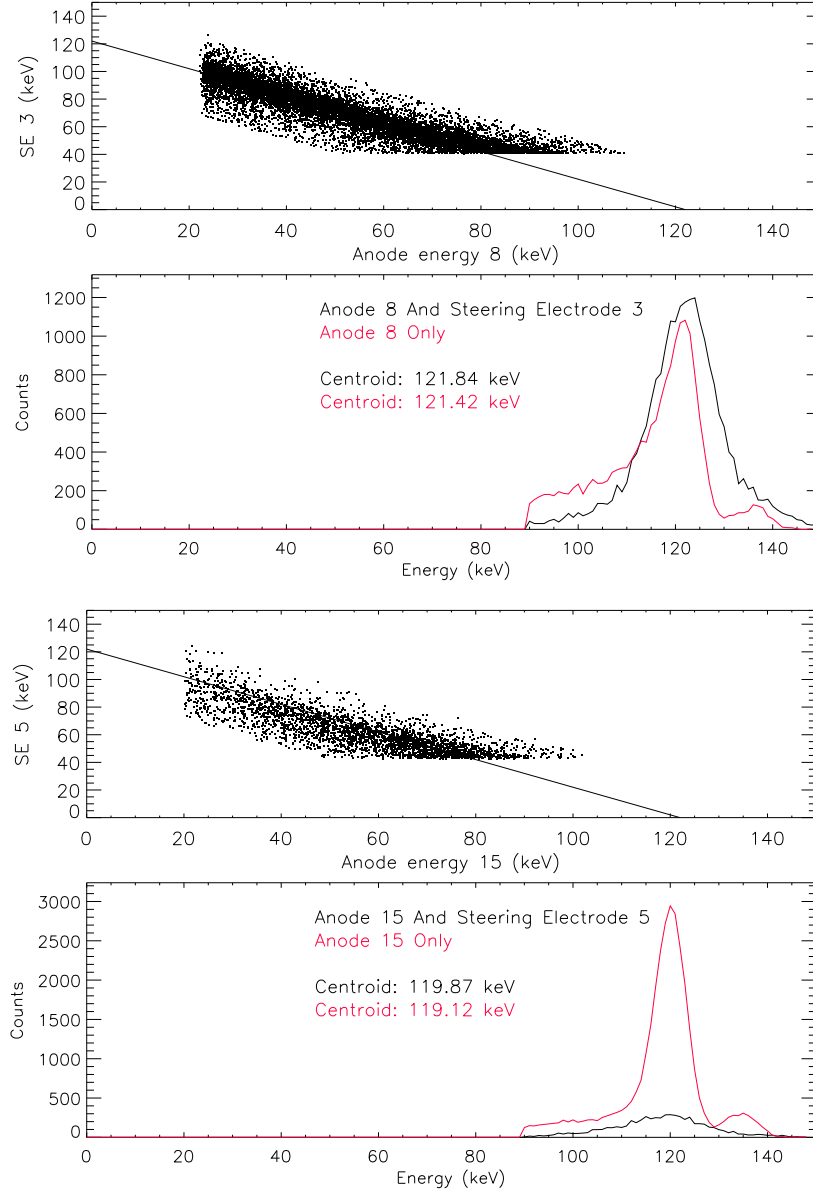 140
120
100
80
60
40
20
0
SE 3 (keV)
0 20 40 60 80 100 120 140
Anode energy 8 (keV)
1200
1000
800
600
400
200
0
Counts
Anode 8 And Steering Electrode 3
Anode 8 Only
Centroid: 121.84 keV
Centroid: 121.42 keV
0 20 40 60 80 100 120 140
Energy (keV)
140
120
100
80
60
40
20
0
SE 5 (keV)
0 20 40 60 80 100 120 140
Anode energy 15 (keV)
3000
2500
2000
1500
1000
500
0
Counts
Anode 15 And Steering Electrode 5
Anode 15 Only
Centroid: 119.87 keV
Centroid: 119.12 keV
0 20 40 60 80 100 120 140
Energy (keV)